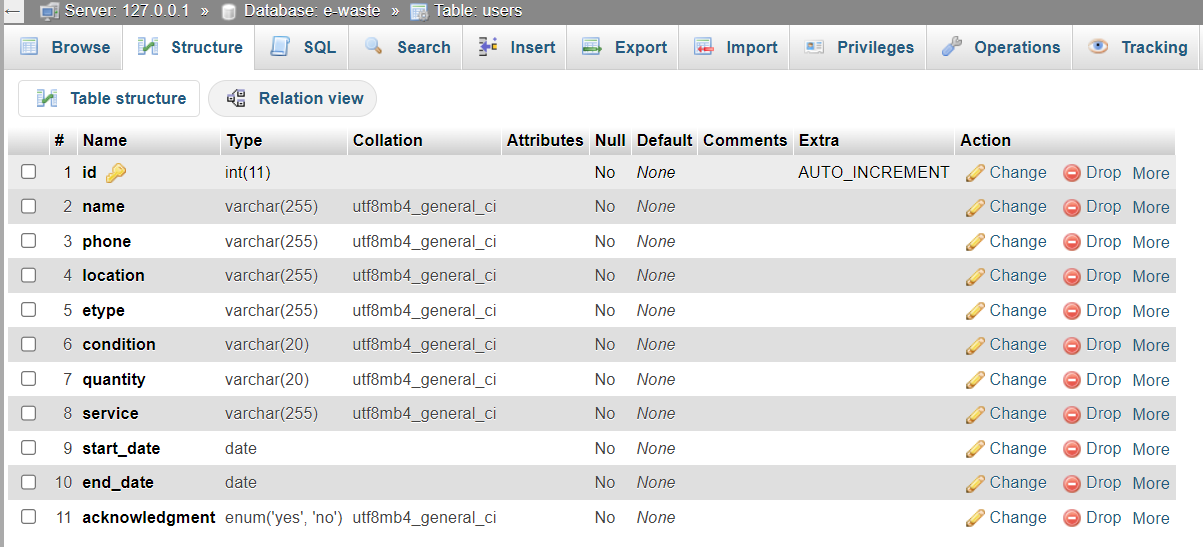 Server: 127.0.0.1 » Database: e-waste » Table: users
Browse Structure SQL Search Insert Export Import Privileges Operations Tracking
Table structure Relation view
# Name Type Collation Attributes Null Default Comments Extra Action
1 id int(11) No None AUTO_INCREMENT Change Drop More
2 name varchar(255) utf8mb4_general_ci No None Change Drop More
3 phone varchar(255) utf8mb4_general_ci No None Change Drop More
4 location varchar(255) utf8mb4_general_ci No None Change Drop More
5 etype varchar(255) utf8mb4_general_ci No None Change Drop More
6 condition varchar(20) utf8mb4_general_ci No None Change Drop More
7 quantity varchar(20) utf8mb4_general_ci No None Change Drop More
8 service varchar(255) utf8mb4_general_ci No None Change Drop More
9 start_date date No None Change Drop More
10 end_date date No None Change Drop More
11 acknowledgment enum('yes', 'no') utf8mb4_general_ci No None Change Drop More